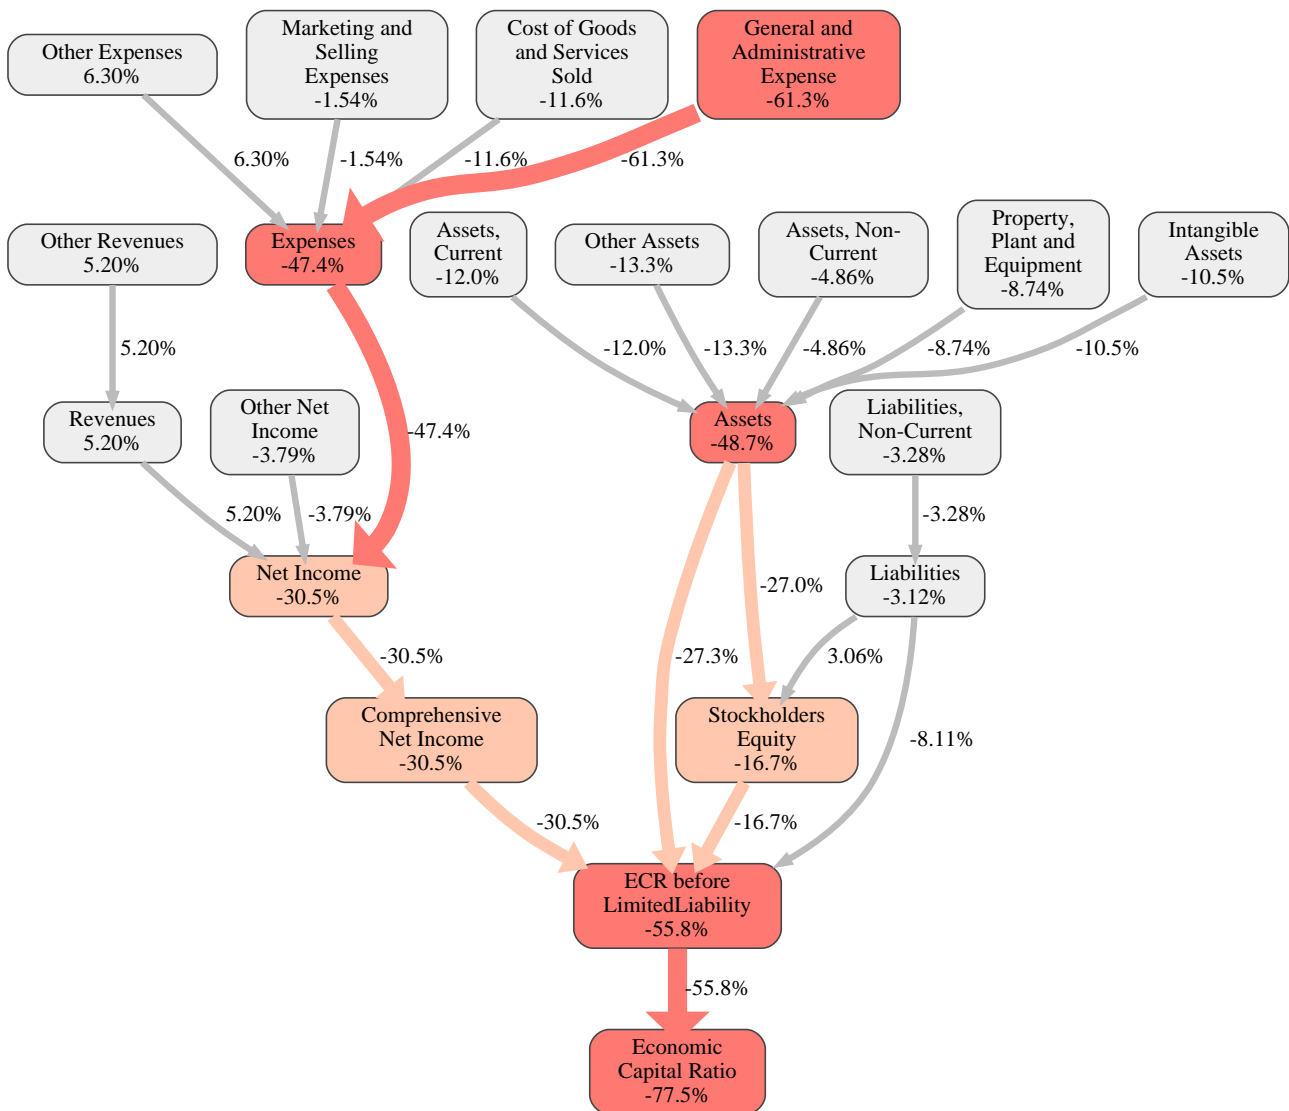 Other Expenses
6.30%
Marketing and
Selling
Expenses
-1.54%
Cost of Goods
and Services
Sold
-11.6%
General and
Administrative
Expense
-61.3%
6.30%
-1.54%
-11.6%
-61.3%
Other Revenues
5.20%
Expenses
-47.4%
Assets,
Current
-12.0%
Other Assets
-13.3%
Assets, Non-
Current
-4.86%
Property,
Plant and
Equipment
-8.74%
Intangible
Assets
-10.5%
5.20%
-12.0%
-13.3%
-4.86%
-8.74%
-10.5%
Revenues
5.20%
Other Net
Income
-3.79%
-47.4%
Assets
-48.7%
Liabilities,
Non-Current
-3.28%
5.20%
-3.79%
-3.28%
Net Income
-30.5%
-27.0%
Liabilities
-3.12%
-30.5%
-27.3%
3.06%
Comprehensive
Net Income
-30.5%
Stockholders
Equity
-16.7%
-8.11%
-30.5%
-16.7%
ECR before
LimitedLiability
-55.8%
-55.8%
Economic
Capital Ratio
-77.5%